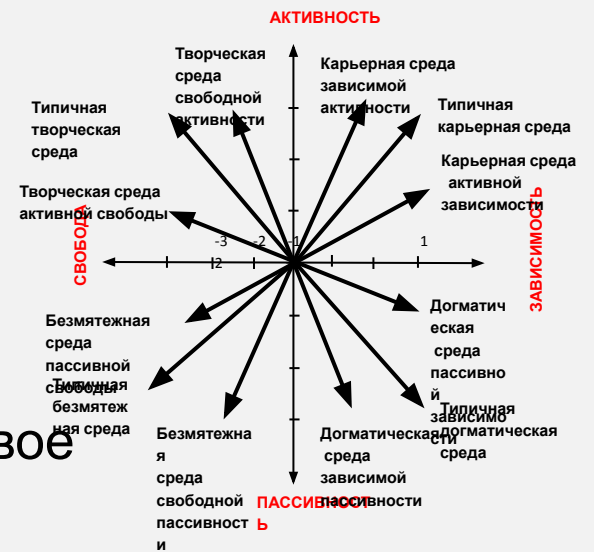 АКТИВНОСТЬ
Творческая
среда
свободной
активности
Карьерная среда
зависимой
активности
Типичная
творческая
среда
Типичная
карьерная среда
Карьерная среда
активной
зависимости
Творческая среда
активной свободы
СВОБОДА
ЗАВИСИМОСТЬ
-3 -2 -1 1
2
Безмятежная
среда
пассивной
свободы
Типичная
безмятеж
ная среда
Догматич
еская
среда
пассивно
й
зависимо
сти
Типичная
догматическая
среда
вое
Безмятежна
я
среда
свободной
пассивност
и
Догматическая
среда
зависимой
пассивности
ПАССИВНОСТ
Ь